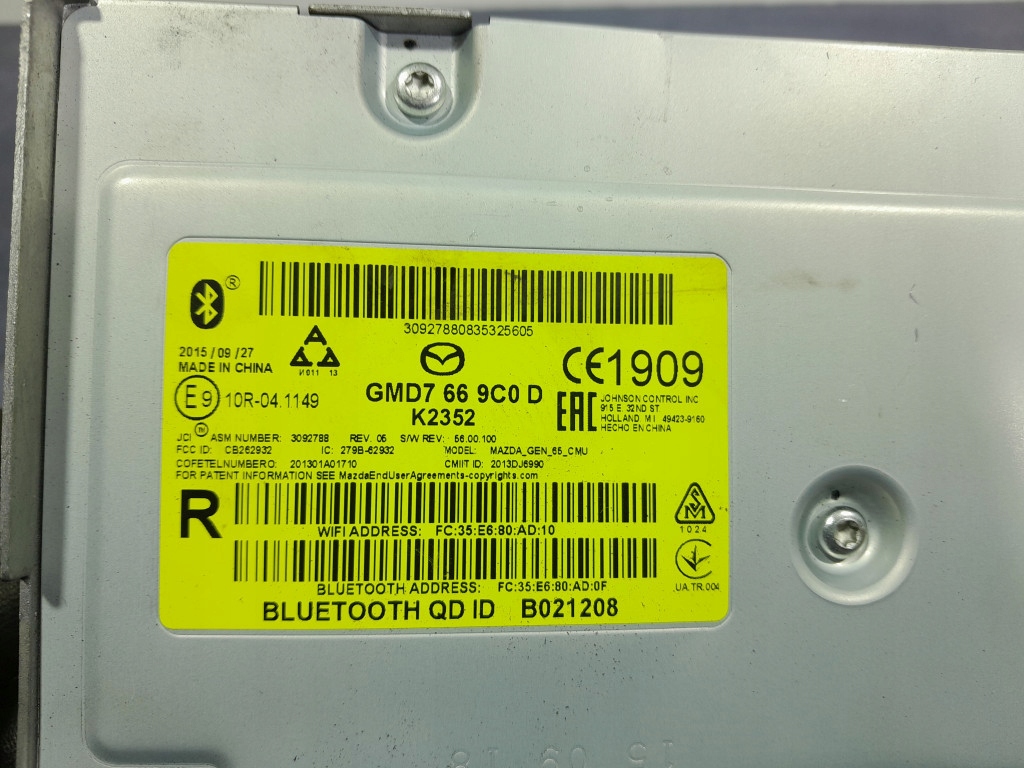 ®
30927880835325605
2015/09/27
MADE IN CHINA
A
N011 13
CE1909
GMD7 66 9C0 D
K2352
E9 10R-04.1149
EAC
JOHNSON CONTROL INC
915 E 32ND ST
HOLLAND MI 49423-9160
HECHO EN CHINA
JCI TM ASM NUMBER: 3092788 REV. 05 S/W REV: 56.00.100
FCC ID: CB262932 IC: 279B-62932 MODEL: MAZDA_GEN_65_CMU
COFETELNUMBERO: 201301A01710 CMIIT ID: 2013DJ6990
FOR PATENT INFORMATION SEE MazdaEndUserAgreements-copyrights.com
R
WIFI ADDRESS: FC:35:E6:80:AD:10
1024
BLUETOOTH ADDRESS: FC:35:E6:80:AD:0F
UA.TR.004
BLUETOOTH QD ID B021208